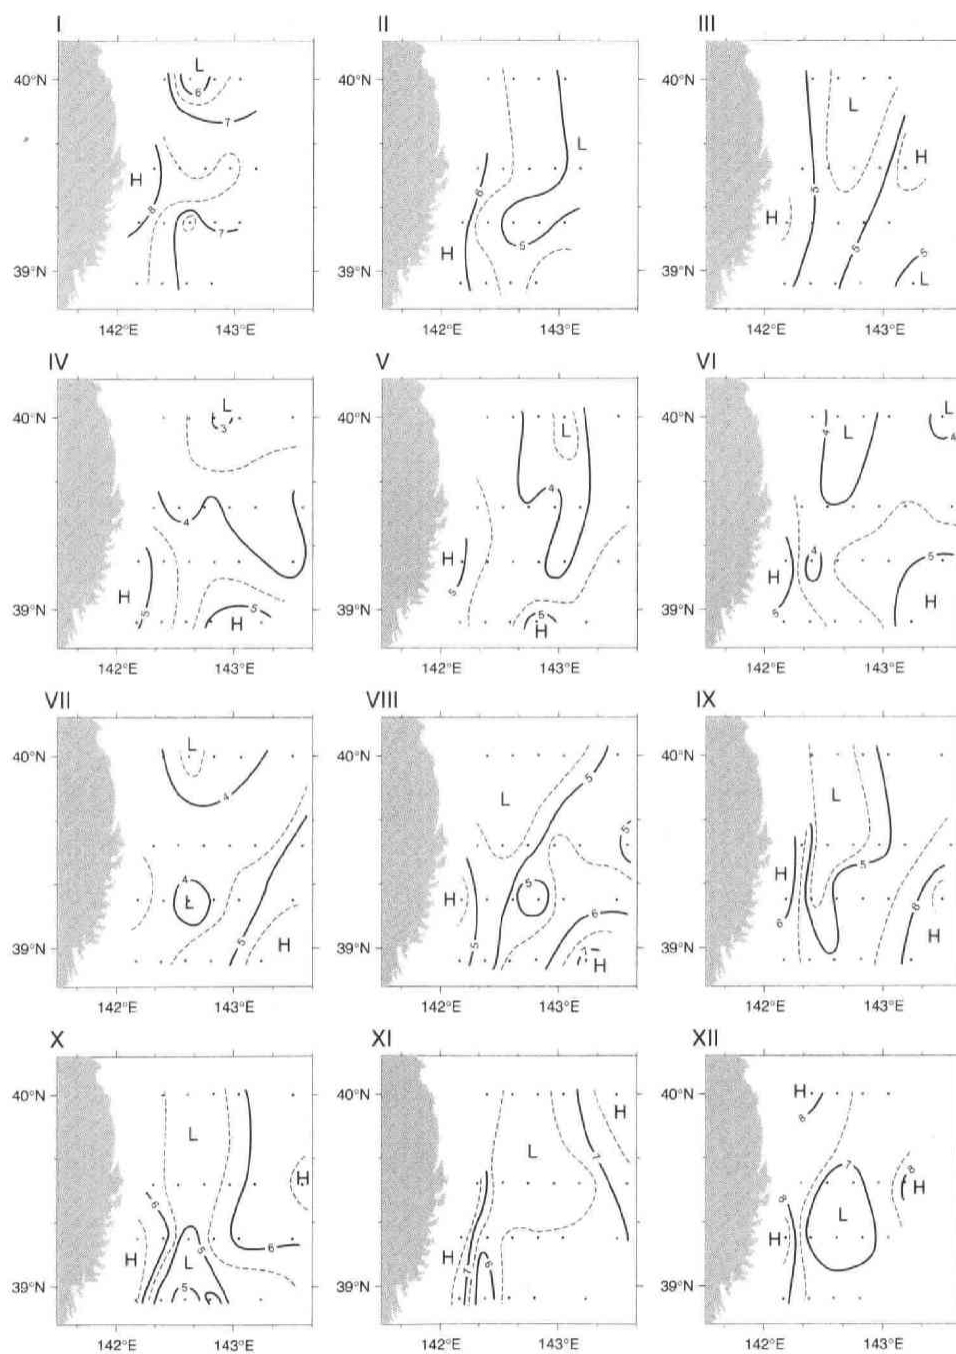 I II III
L
40°N 40°N 40°N
6 L
7 L
H 6 H
8 5
H H
7 5 5 5
39°N 39°N 39°N
L
142°E 143°E 142°E 143°E 142°E 143°E
IV V VI
L L
40°N 40°N 40°N
3 L 4 L 4
4 4
H 4 5
H H H
5 5 5 5 5
39°N H 39°N H 39°N
142°E 143°E 142°E 143°E 142°E 143°E
VII VIII IX
L
40°N 40°N 40°N
4 5
L L
5
4 5 H 5
L 6 6 6
5 H 5 H
39°N 39°N H 39°N
142°E 143°E 142°E 143°E 142°E 143°E
X XI XII
40°N 40°N H 40°N H
8
L L
H 7 7 8 H
6 8
H 5 6 H L H
L 6
5 7
39°N 39°N 39°N
142°E 143°E 142°E 143°E 142°E 143°E